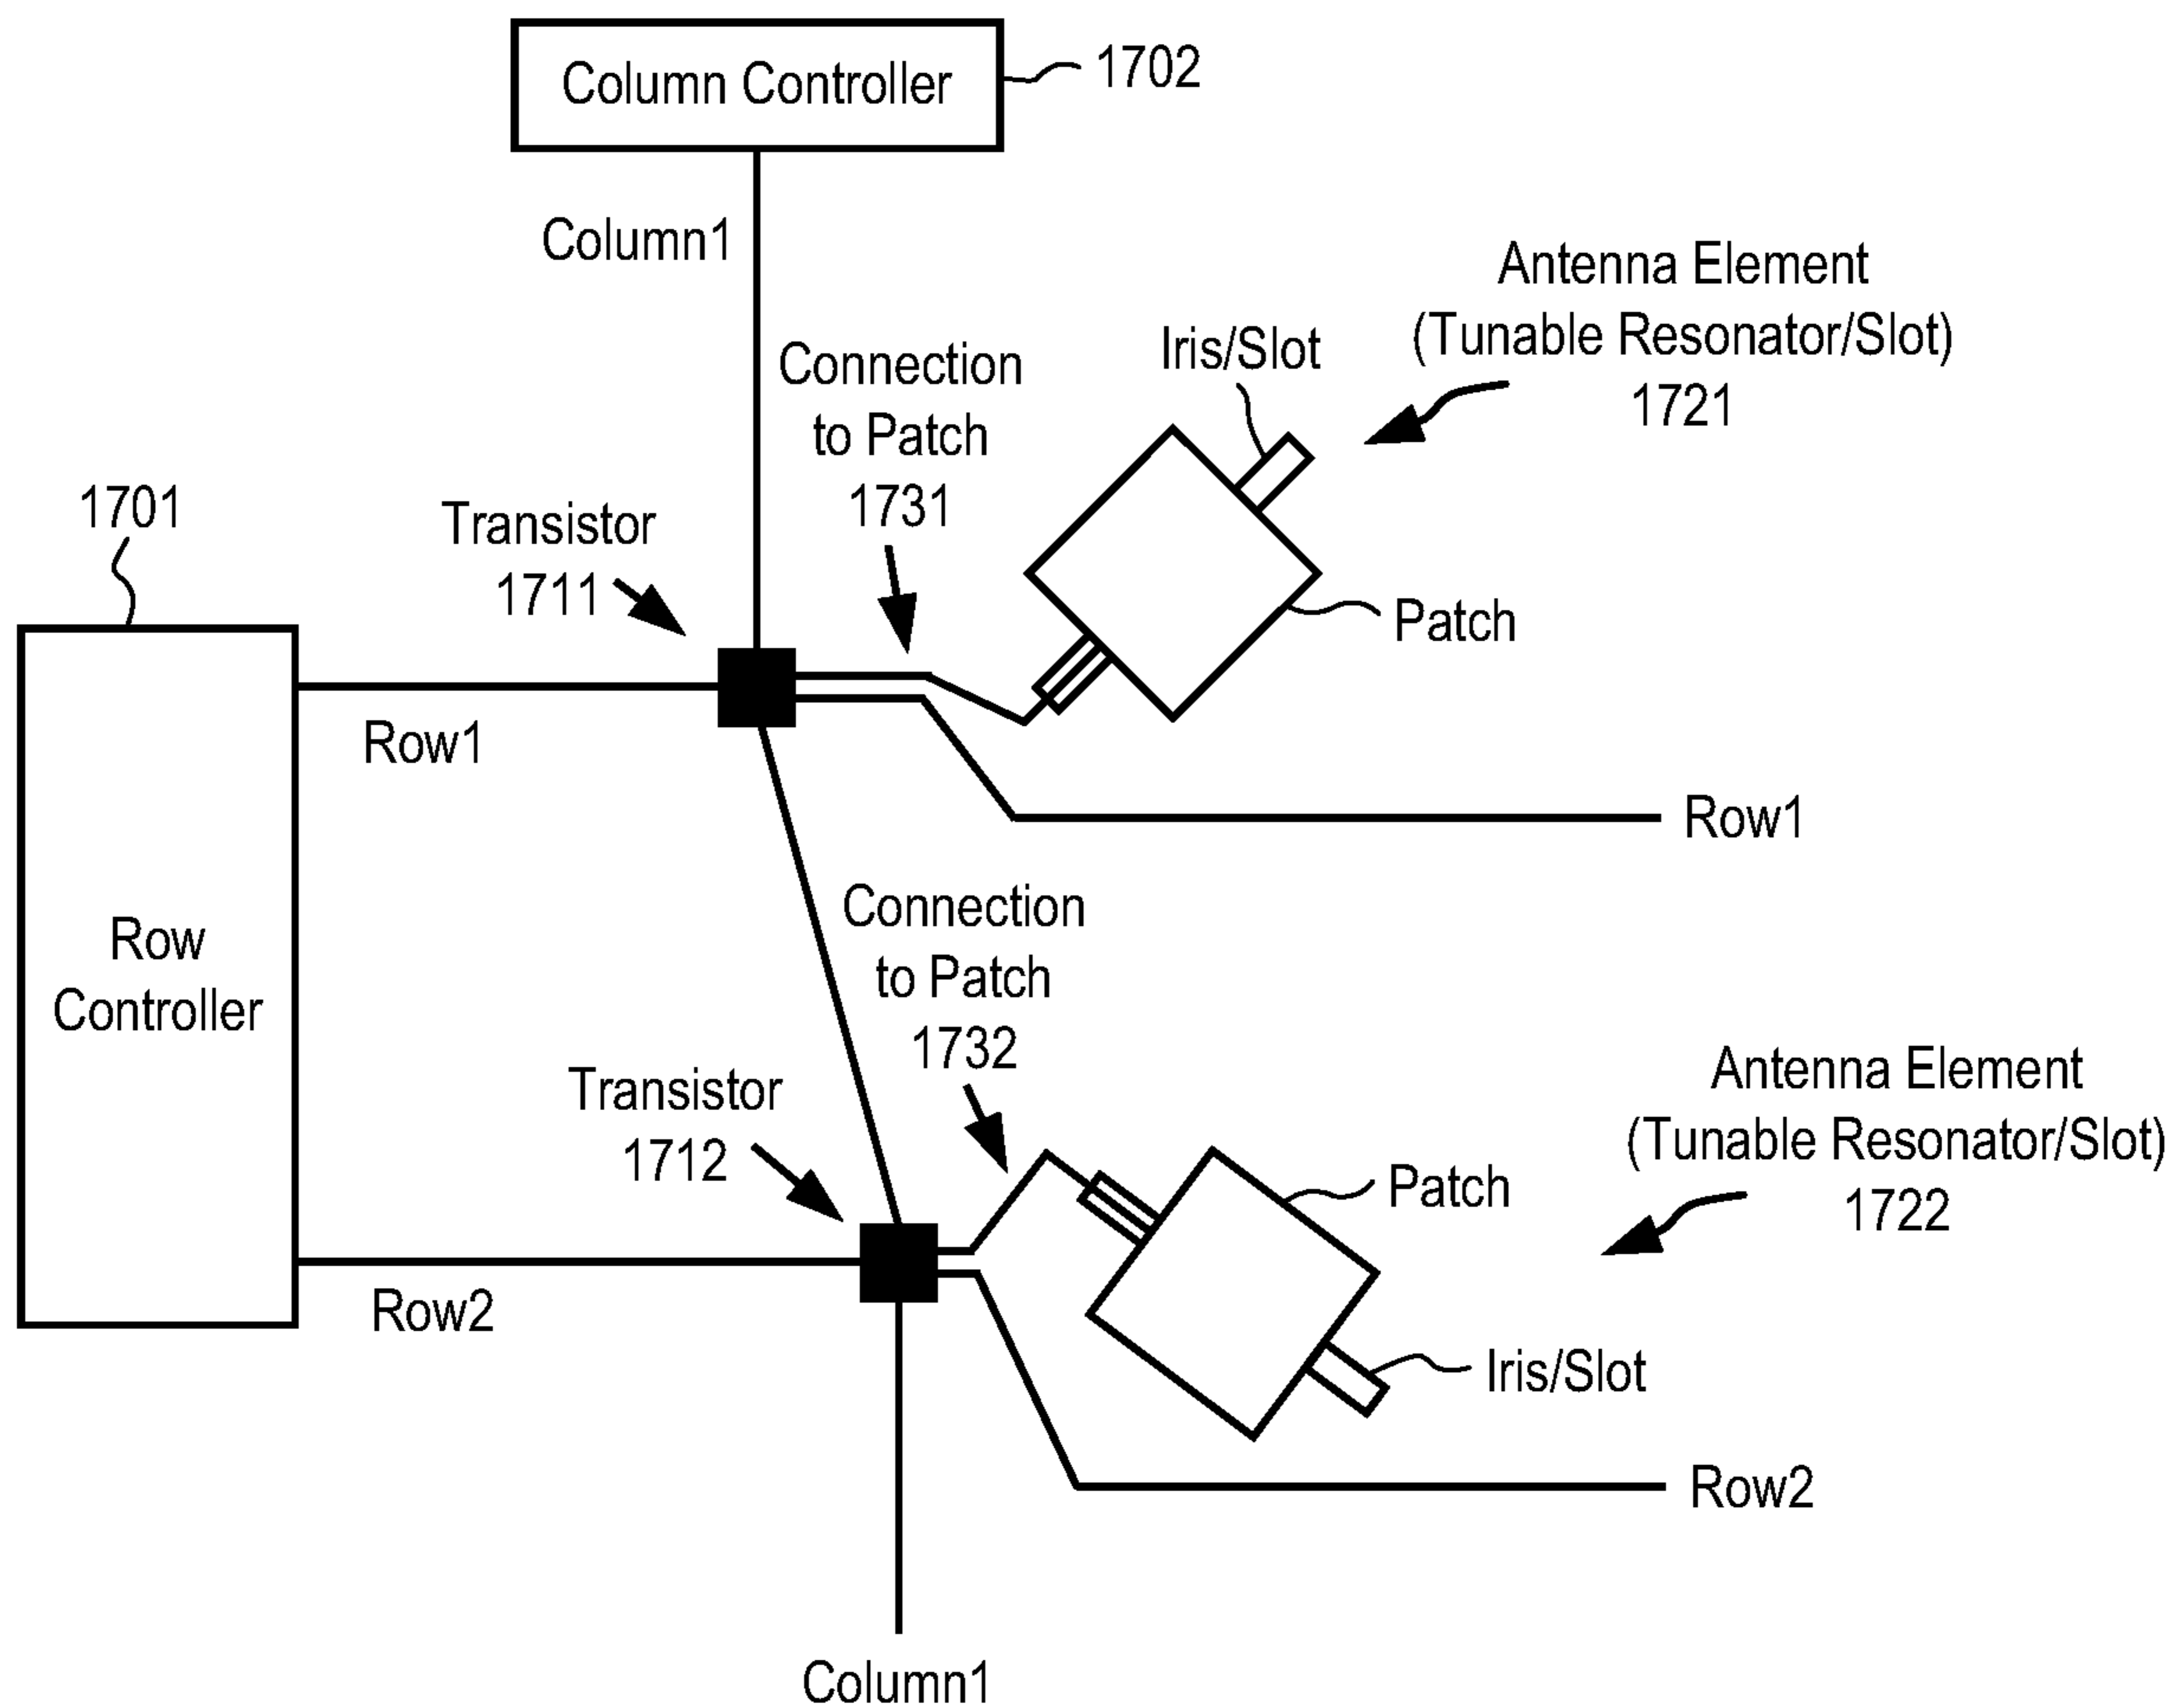 Column Controller
1702
Column1
Antenna Element
(Tunable Resonator/Slot)
1721
Iris/Slot
Connection
to Patch
1731
1701
Transistor
1711
Patch
Row1
Row1
Row
Controller
Connection
to Patch
1732
Transistor
1712
Antenna Element
(Tunable Resonator/Slot)
1722
Patch
Row2
Iris/Slot
Row2
Column1